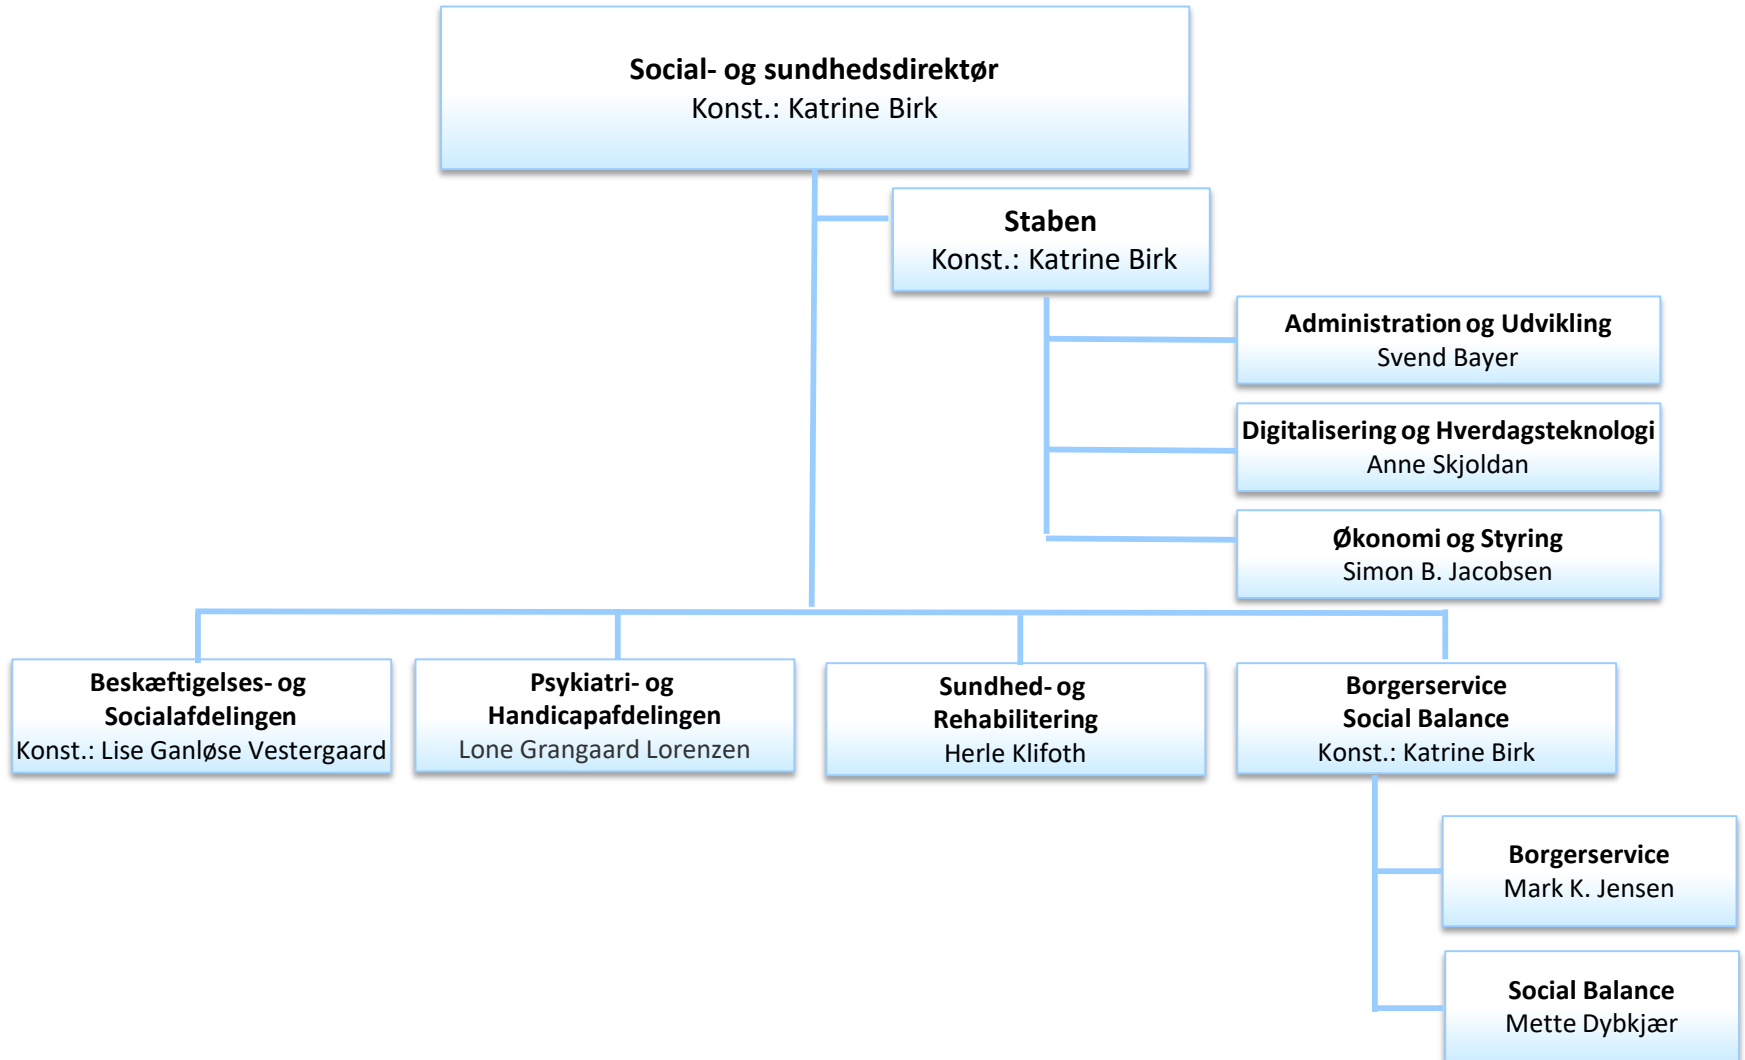 Social- og sundhedsdirektør
Konst.: Katrine Birk
Staben
Konst.: Katrine Birk
Administration og Udvikling
Svend Bayer
Digitalisering og Hverdagsteknologi
Anne Skjoldan
Økonomi og Styring
Simon B. Jacobsen
Beskæftigelses- og
Socialafdelingen
Konst.: Lise Ganløse Vestergaard
Psykiatri- og
Handicapafdelingen
Lone Grangaard Lorenzen
Sundhed- og
Rehabilitering
Herle Klifoth
Borgerservice
Social Balance
Konst.: Katrine Birk
Borgerservice
Mark K. Jensen
Social Balance
Mette Dybkjær